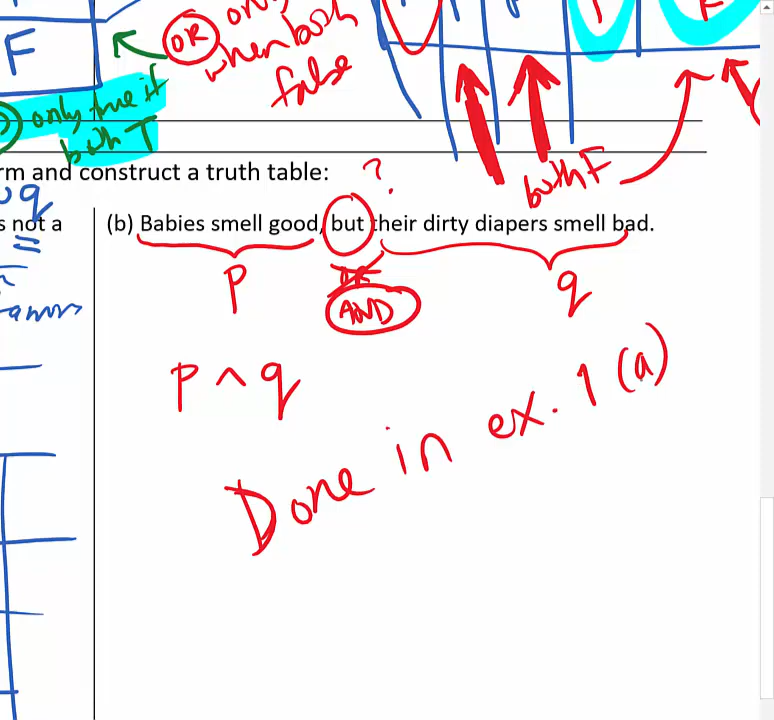 F
OR
when both
false
only true if
both T
both F
rm and construct a truth table:
?
q
s not a
(b) Babies smell good, but their dirty diapers smell bad.
p
OR
AND
q
p ∧ q
Done in ex. 1 (a)